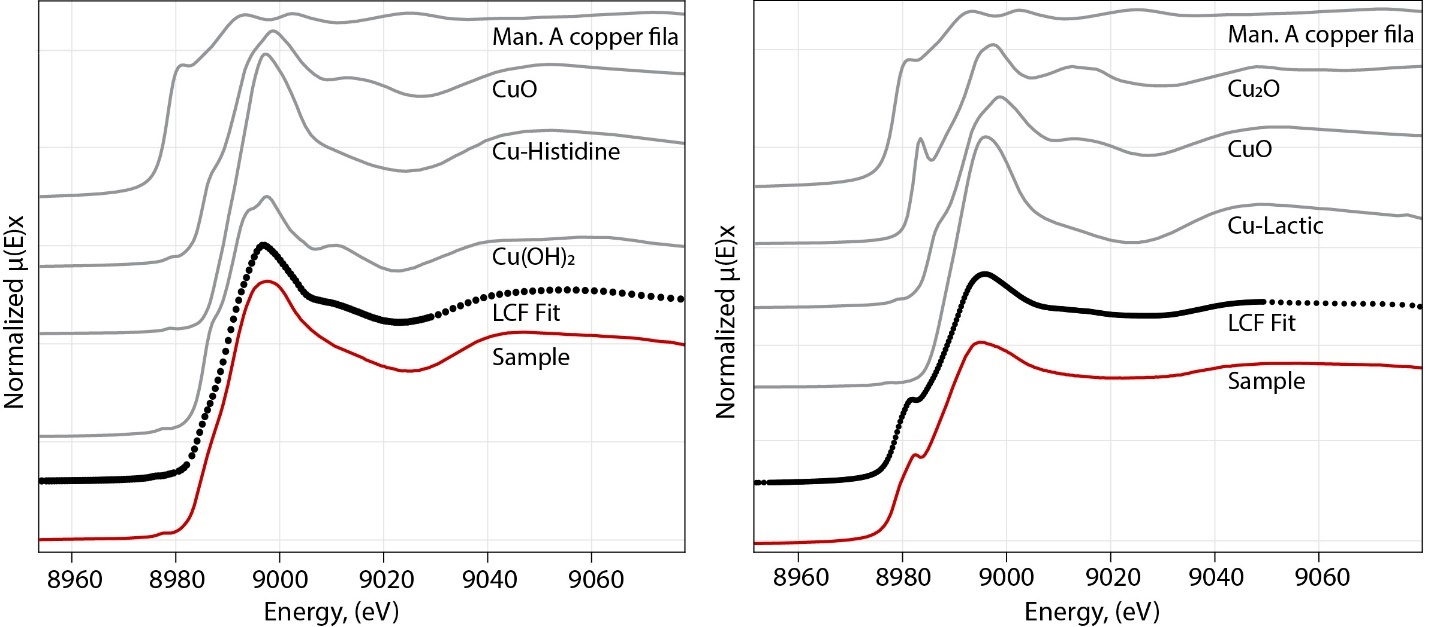 Man. A copper fila
CuO
Cu-Histidine
Cu(OH)₂
LCF Fit
Sample
Normalized μ(E)x
8960 8980 9000 9020 9040 9060
Energy, (eV)
Man. A copper fila
Cu₂O
CuO
Cu-Lactic
LCF Fit
Sample
Normalized μ(E)x
8960 8980 9000 9020 9040 9060
Energy, (eV)